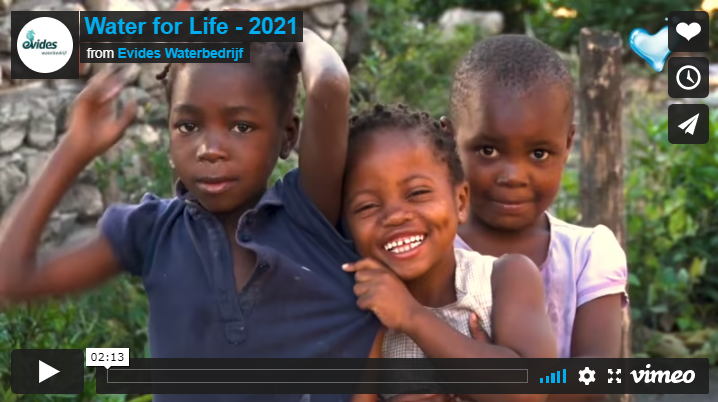 Water for Life - 2021
from Evides Waterbedrijf
evides
waterbedrijf
02:13
vimeo